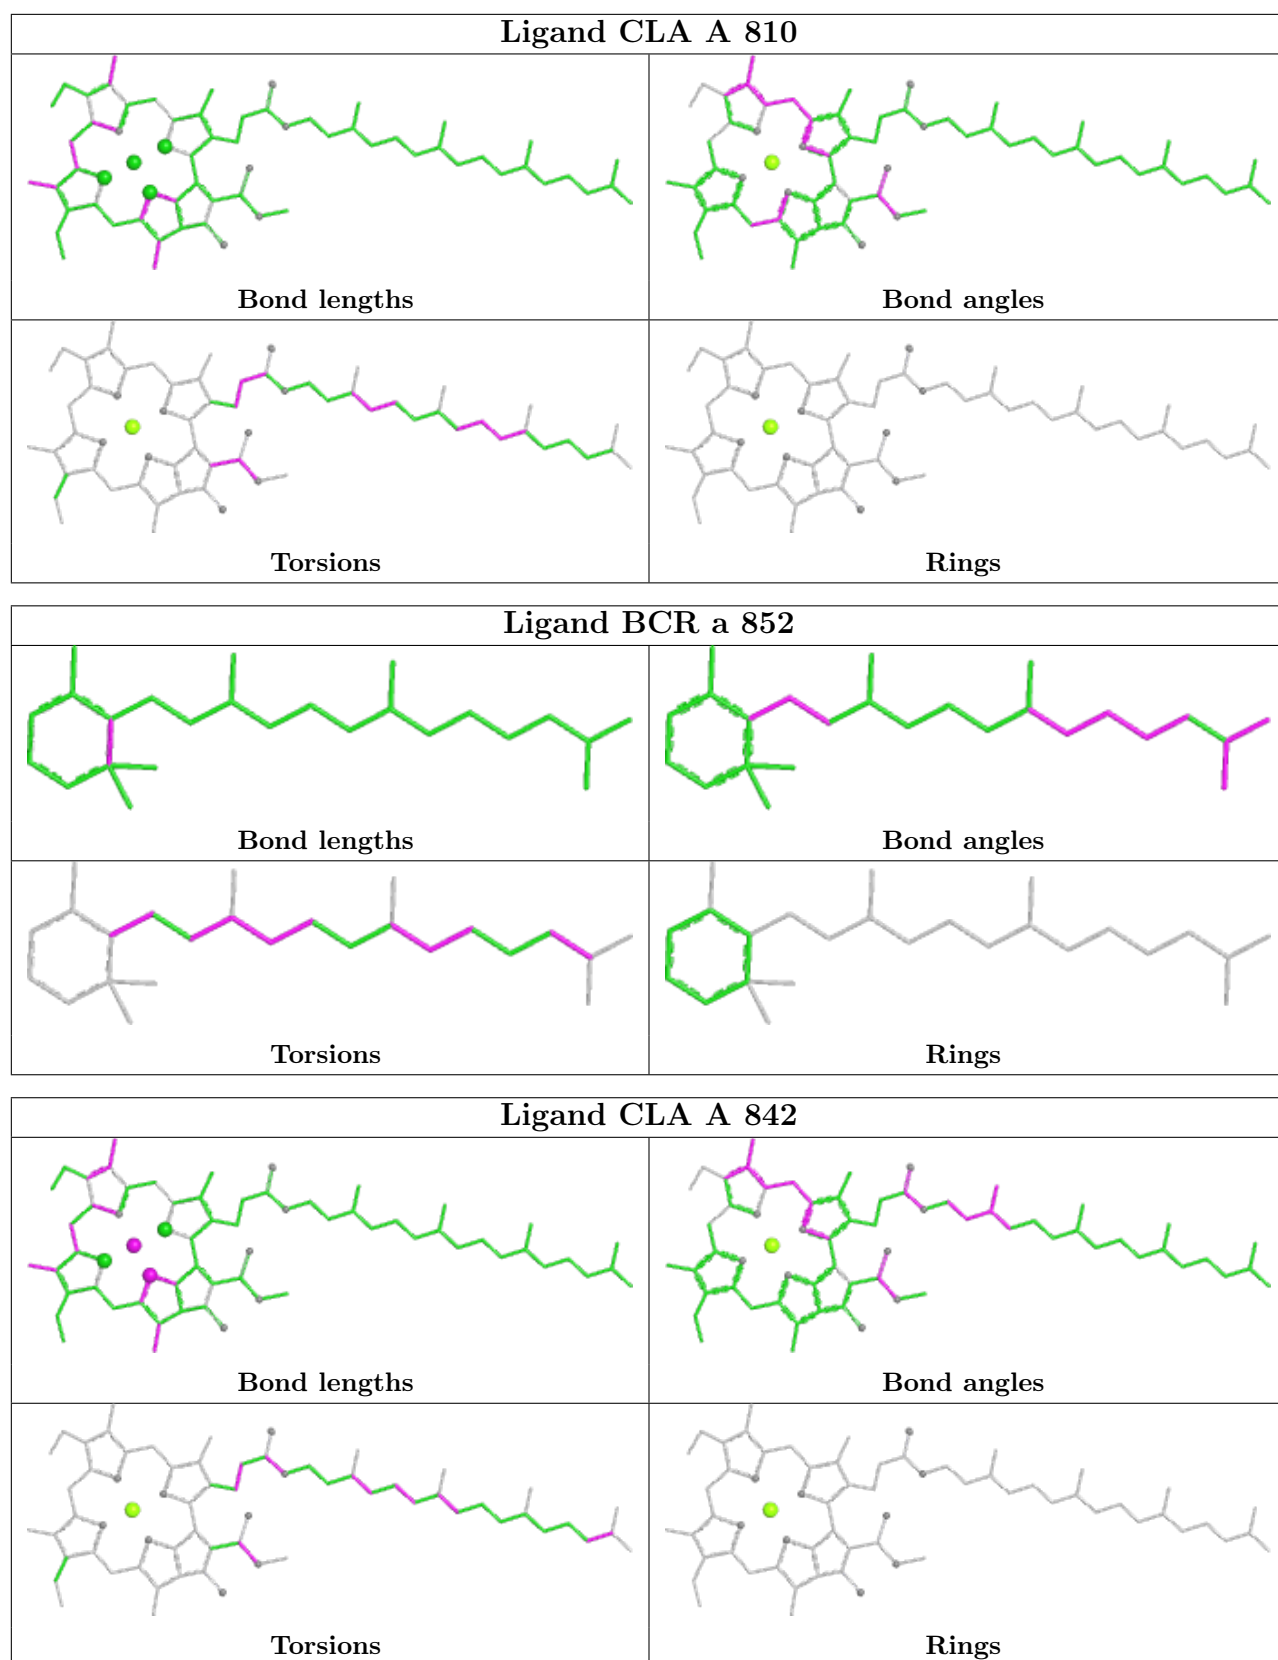 Ligand CLA A 810
Bond lengths
Bond angles
Torsions
Rings
Ligand BCR a 852
Bond lengths
Bond angles
Torsions
Rings
Ligand CLA A 842
Bond lengths
Bond angles
Torsions
Rings